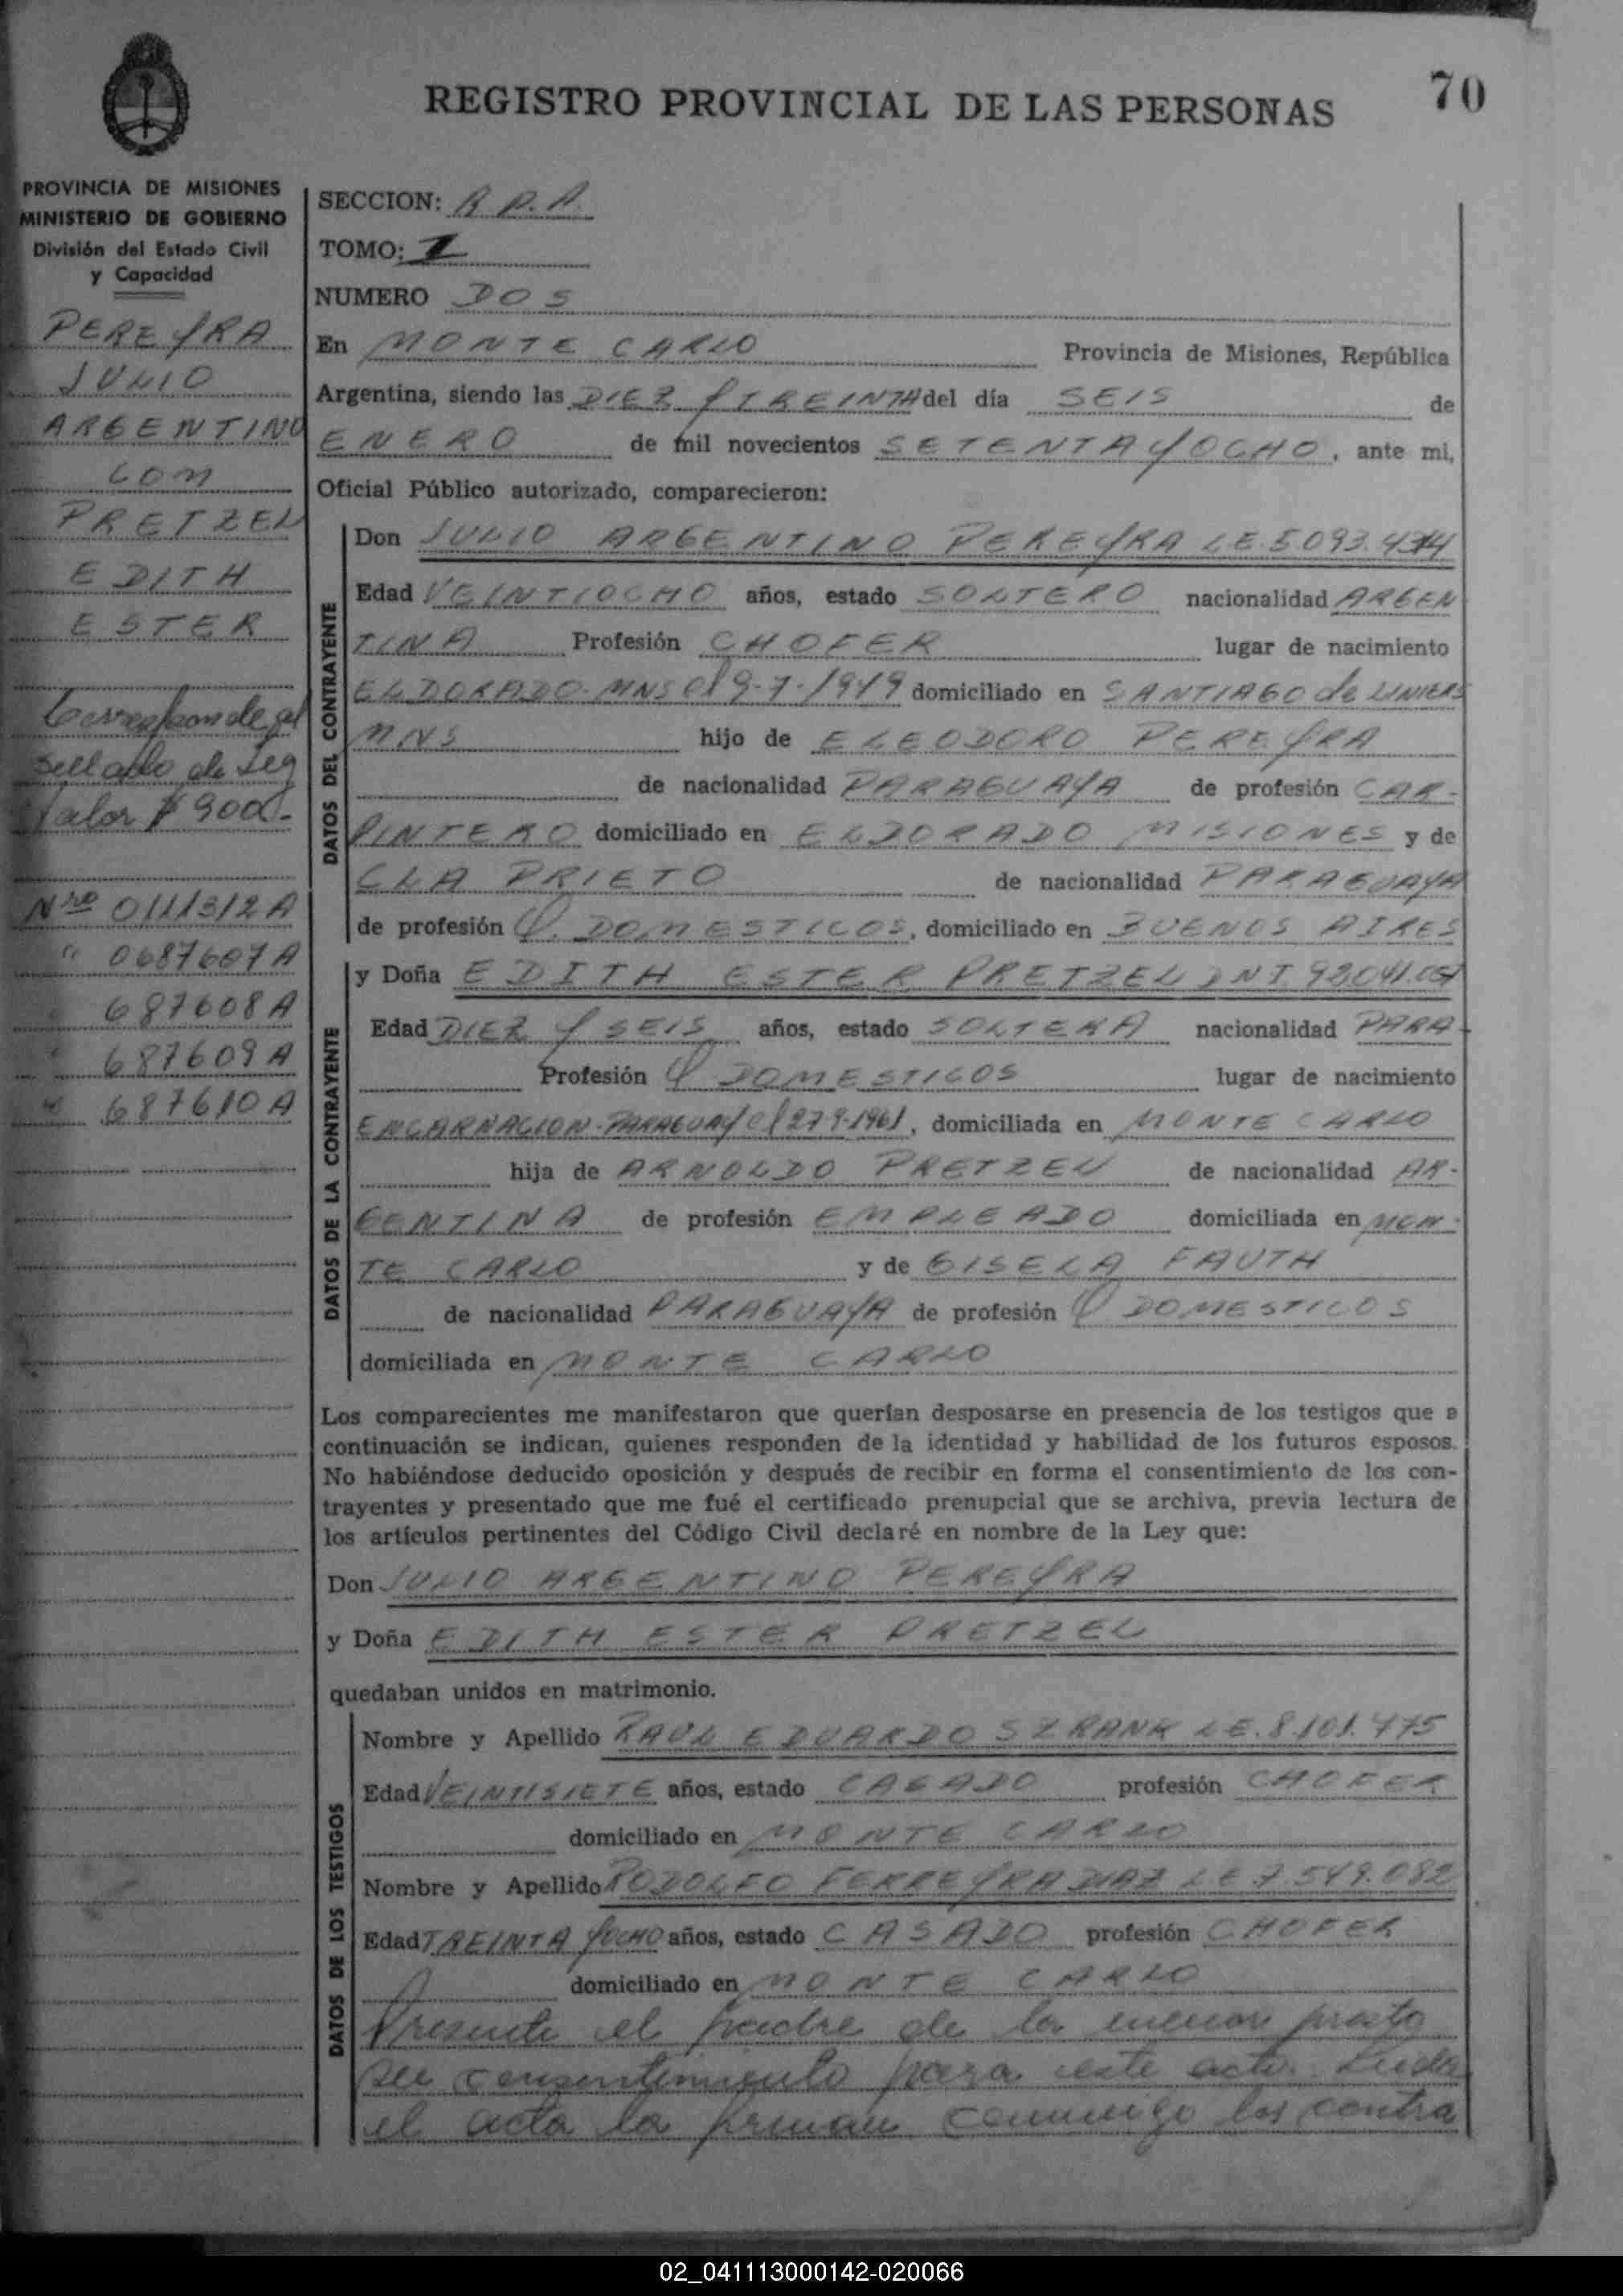 REGISTRO PROVINCIAL DE LAS PERSONAS
70
PROVINCIA DE MISIONES
MINISTERIO DE GOBIERNO
División del Estado Civil
y Capacidad
PEREYRA
JULIO
ARGENTINO
CON
PRETZEL
EDITH
ESTER
Corresponde al
Sellado de Ley
Valor $ 900.-
Nro 0111312A
" 0687607A
" 687608A
" 687609A
" 687610A
SECCION: R.P.A.
TOMO: I
NUMERO DOS
En MONTE CARLO Provincia de Misiones, República
Argentina, siendo las DIEZ Y TREINTA del día SEIS de
ENERO de mil novecientos SETENTA Y OCHO, ante mi,
Oficial Público autorizado, comparecieron:
DATOS DEL CONTRAYENTE
Don JULIO ARGENTINO PEREYRA LE. 5093.474
Edad VEINTIOCHO años, estado SOLTERO nacionalidad ARGEN
TINA Profesión CHOFER lugar de nacimiento
ELDORADO-MNS el 9-7-1949 domiciliado en SANTIAGO de LINIERS
MNS hijo de ELEODORO PEREYRA
de nacionalidad PARAGUAYA de profesión CAR-
PINTERO domiciliado en ELDORADO MISIONES y de
CLA PRIETO de nacionalidad PARAGUAYA
de profesión Q. DOMESTICOS, domiciliado en BUENOS AIRES
DATOS DE LA CONTRAYENTE
y Doña EDITH ESTER PRETZEL DNI
Edad DIEZ Y SEIS años, estado SOLTERA nacionalidad PARA
Profesión Q DOMESTICOS lugar de nacimiento
ENCARNACION-PARAGUAY el 27-9-1961, domiciliada en MONTE CARLO
hija de ARNOLDO PRETZEL de nacionalidad AR-
GENTINA de profesión EMPLEADO domiciliada en MON-
TE CARLO y de GISELA FAUTH
de nacionalidad PARAGUAYA de profesión Q DOMESTICOS
domiciliada en MONTE CARLO
Los comparecientes me manifestaron que querían desposarse en presencia de los testigos que a
continuación se indican, quienes responden de la identidad y habilidad de los futuros esposos.
No habiéndose deducido oposición y después de recibir en forma el consentimiento de los con-
trayentes y presentado que me fué el certificado prenupcial que se archiva, previa lectura de
los artículos pertinentes del Código Civil declaré en nombre de la Ley que:
Don JULIO ARGENTINO PEREYRA
y Doña EDITH ESTER PRETZEL
quedaban unidos en matrimonio.
DATOS DE LOS TESTIGOS
Nombre y Apellido RAUL EDUARDO SZRANK LE. 8.101.475
Edad VEINTISIETE años, estado CASADO profesión CHOFER
domiciliado en MONTE CARLO
Nombre y Apellido RODOLFO FERREYRA DIAZ LE 7.549.082
Edad TREINTA Y OCHO años, estado CASADO profesión CHOFER
domiciliado en MONTE CARLO
Presente el padre de la menor presto
su consentimiento para este acto. Leida
el acta la firman conmigo los contra
02_041113000142-020066